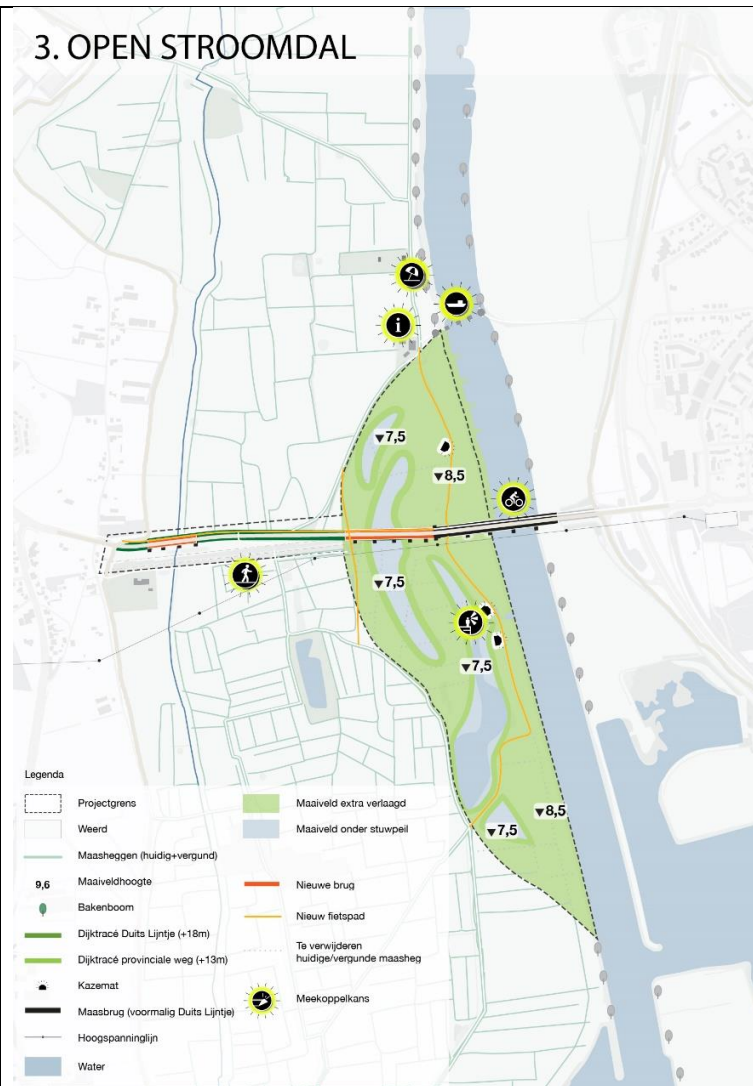 3. OPEN STROOMDAL
i
▼7,5
▼8,5
▼7,5
▼7,5
▼8,5
▼7,5
Legenda
Projectgrens
Weerd
Maasheggen (huidig+vergund)
9,6 Maaiveldhoogte
Bakenboom
Dijktracé Duits Lijntje (+18m)
Dijktracé provinciale weg (+13m)
Kazemat
Maasbrug (voormalig Duits Lijntje)
Hoogspanninglijn
Water
Maaiveld extra verlaagd
Maaiveld onder stuwpeil
Nieuwe brug
Nieuw fietspad
Te verwijderen
huidige/vergunde maasheg
Meekoppelkans